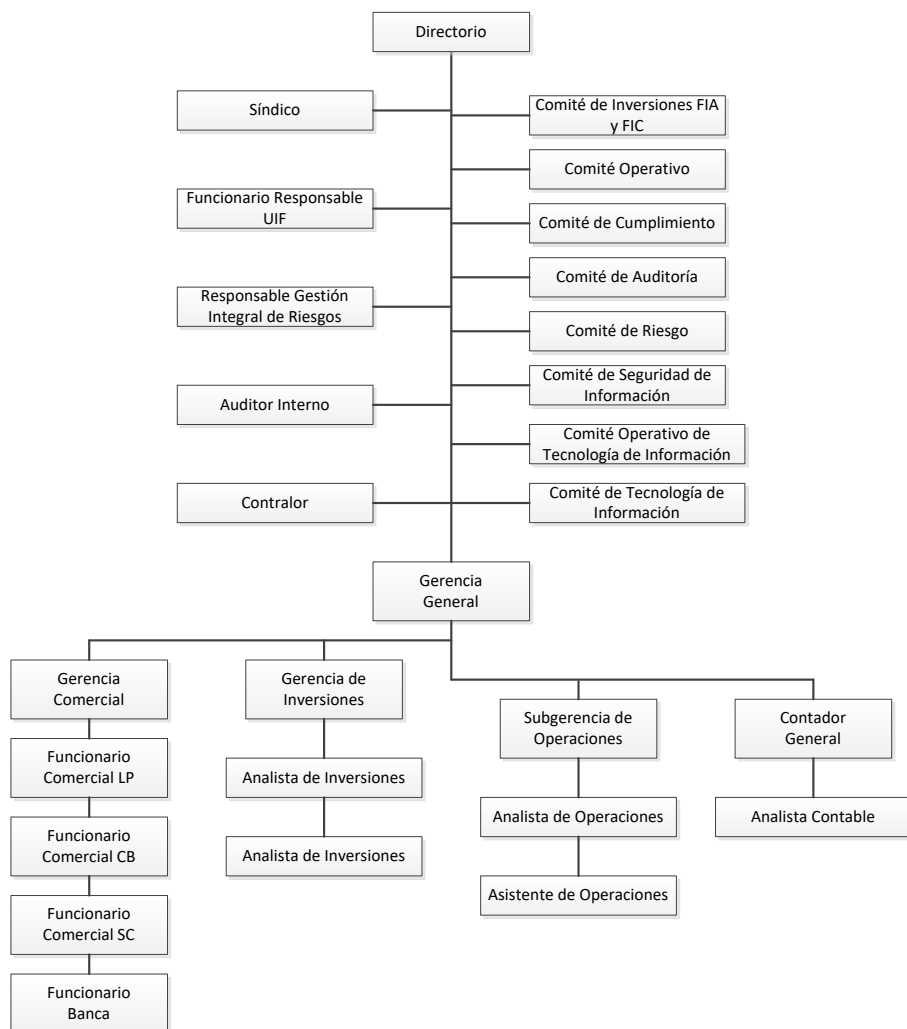 Directorio
Síndico
Comité de Inversiones FIA
y FIC
Comité Operativo
Funcionario Responsable
UIF
Comité de Cumplimiento
Comité de Auditoría
Responsable Gestión
Integral de Riesgos
Comité de Riesgo
Comité de Seguridad de
Información
Auditor Interno
Comité Operativo de
Tecnología de Información
Contralor
Comité de Tecnología de
Información
Gerencia
General
Gerencia
Comercial
Gerencia de
Inversiones
Subgerencia de
Operaciones
Contador
General
Funcionario
Comercial LP
Analista de Inversiones
Analista de Operaciones
Analista Contable
Funcionario
Comercial CB
Analista de Inversiones
Asistente de Operaciones
Funcionario
Comercial SC
Funcionario
Banca